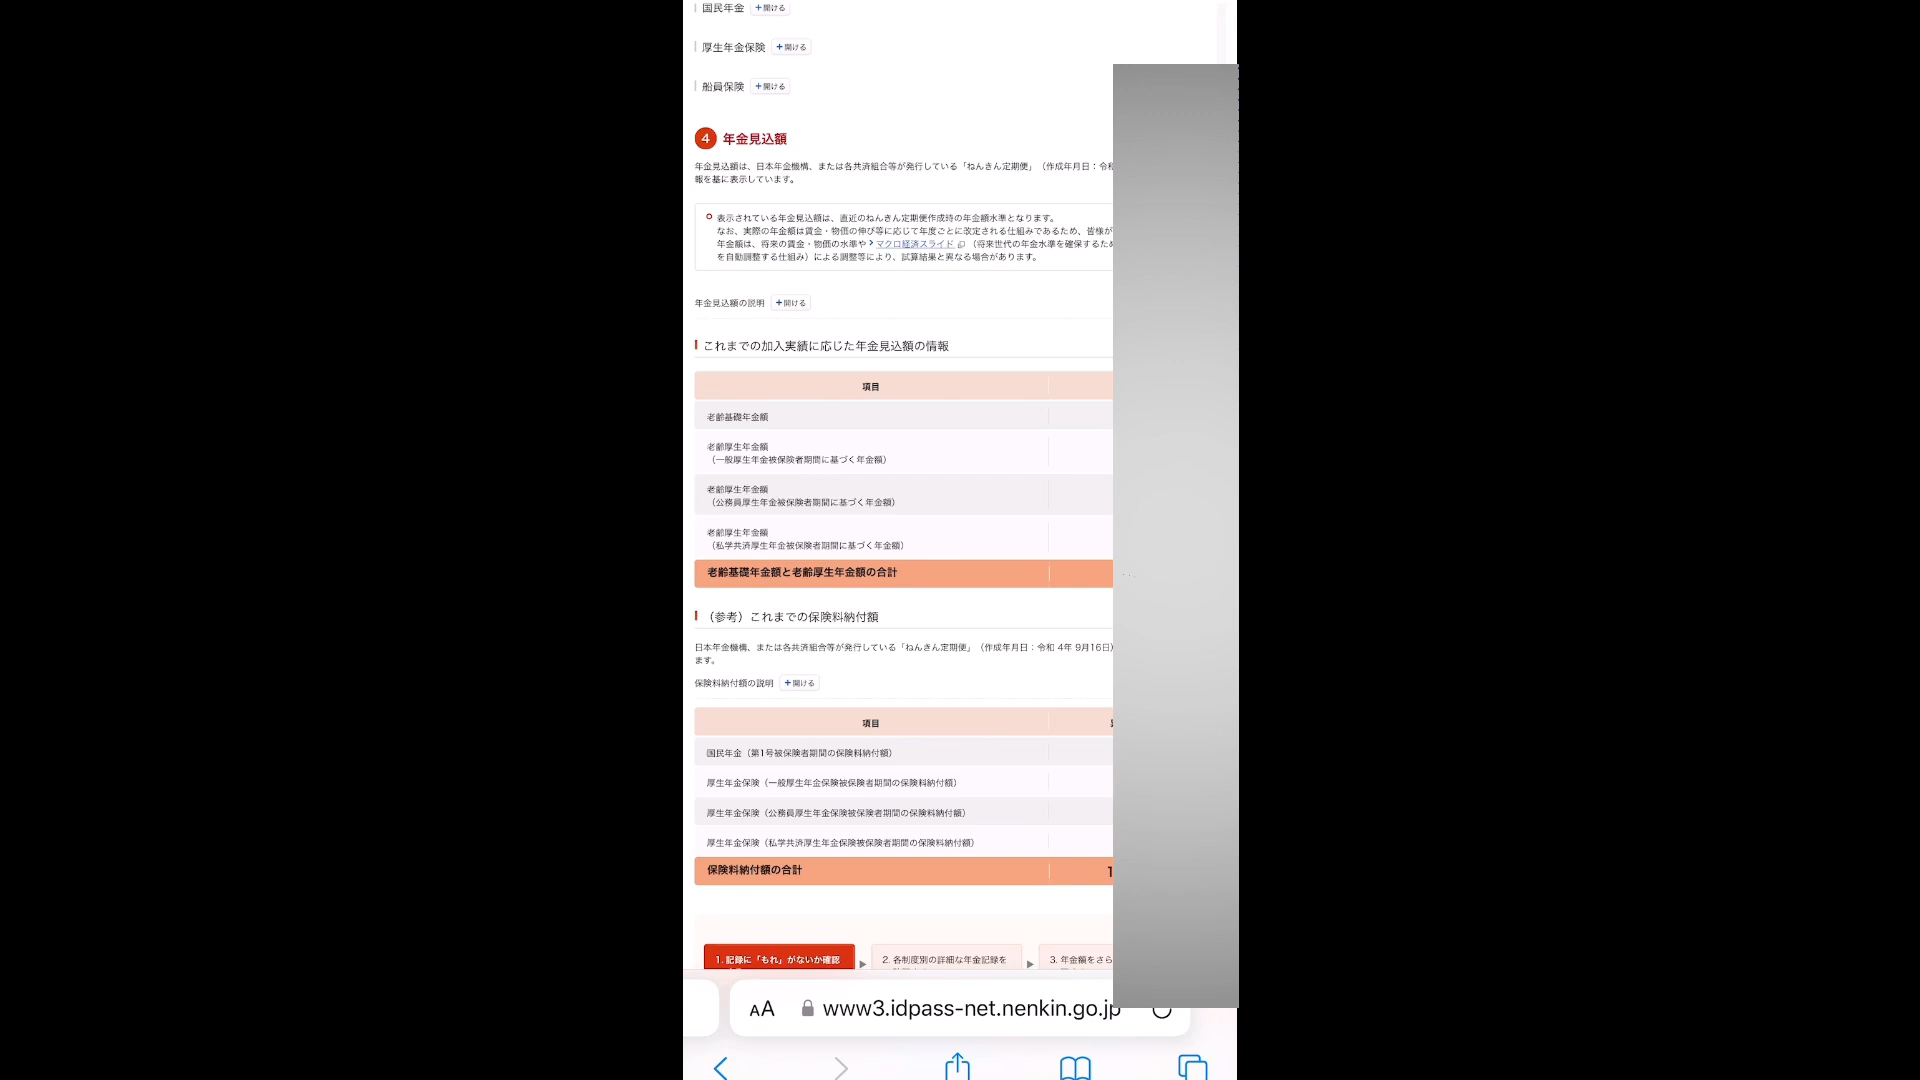 国民年金 +開ける
厚生年金保険 +開ける
船員保険 +開ける
4 年金見込額
年金見込額は、日本年金機構、または各共済組合等が発行している「ねんきん定期便」（作成年月日：令和
報を基に表示しています。
表示されている年金見込額は、直近のねんきん定期便作成時の年金額水準となります。
なお、実際の年金額は賃金・物価の伸び等に応じて年度ごとに改定される仕組みであるため、皆様が
年金額は、将来の賃金・物価の水準や マクロ経済スライド （将来世代の年金水準を確保するため
を自動調整する仕組み）による調整等により、試算結果と異なる場合があります。
年金見込額の説明 +開ける
これまでの加入実績に応じた年金見込額の情報
項目
老齢基礎年金額
老齢厚生年金額
（一般厚生年金被保険者期間に基づく年金額）
老齢厚生年金額
（公務員厚生年金被保険者期間に基づく年金額）
老齢厚生年金額
（私学共済厚生年金被保険者期間に基づく年金額）
老齢基礎年金額と老齢厚生年金額の合計
（参考）これまでの保険料納付額
日本年金機構、または各共済組合等が発行している「ねんきん定期便」（作成年月日：令和 4年 9月16日）
ます。
保険料納付額の説明 +開ける
項目
国民年金（第1号被保険者期間の保険料納付額）
厚生年金保険（一般厚生年金保険被保険者期間の保険料納付額）
厚生年金保険（公務員厚生年金保険被保険者期間の保険料納付額）
厚生年金保険（私学共済厚生年金保険被保険者期間の保険料納付額）
保険料納付額の合計 1
1. 記録に「もれ」がないか確認 2. 各制度別の詳細な年金記録を 3. 年金額をさら
AA www3.idpass-net.nenkin.go.jp